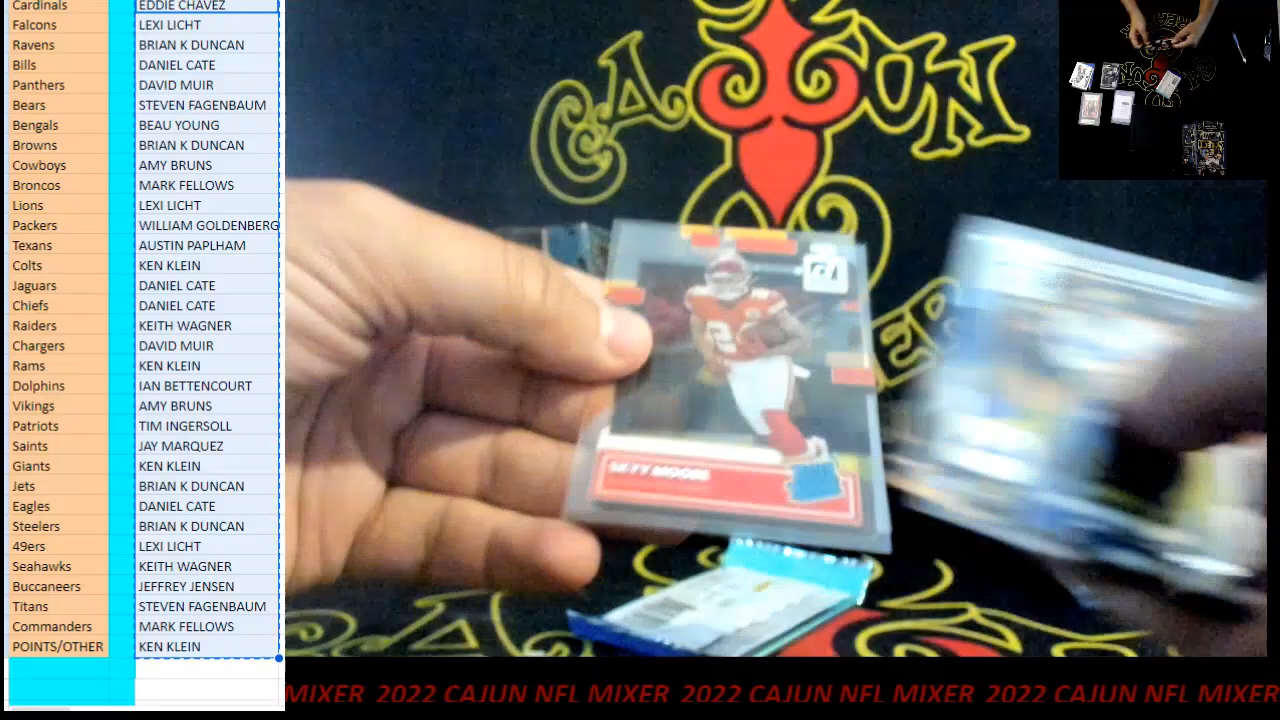 Cardinals EDDIE CHAVEZ
Falcons LEXI LICHT
Ravens BRIAN K DUNCAN
Bills DANIEL CATE
Panthers DAVID MUIR
Bears STEVEN FAGENBAUM
Bengals BEAU YOUNG
Browns BRIAN K DUNCAN
Cowboys AMY BRUNS
Broncos MARK FELLOWS
Lions LEXI LICHT
Packers WILLIAM GOLDENBERG
Texans AUSTIN PAPLHAM
Colts KEN KLEIN
Jaguars DANIEL CATE
Chiefs DANIEL CATE
Raiders KEITH WAGNER
Chargers DAVID MUIR
Rams KEN KLEIN
Dolphins IAN BETTENCOURT
Vikings AMY BRUNS
Patriots TIM INGERSOLL
Saints JAY MARQUEZ
Giants KEN KLEIN
Jets BRIAN K DUNCAN
Eagles DANIEL CATE
Steelers BRIAN K DUNCAN
49ers LEXI LICHT
Seahawks KEITH WAGNER
Buccaneers JEFFREY JENSEN
Titans STEVEN FAGENBAUM
Commanders MARK FELLOWS
POINTS/OTHER KEN KLEIN
CAJUN
SKYY MOORE
MIXER 2022 CAJUN NFL MIXER 2022 CAJUN NFL MIXER 2022 CAJUN NFL MIXER